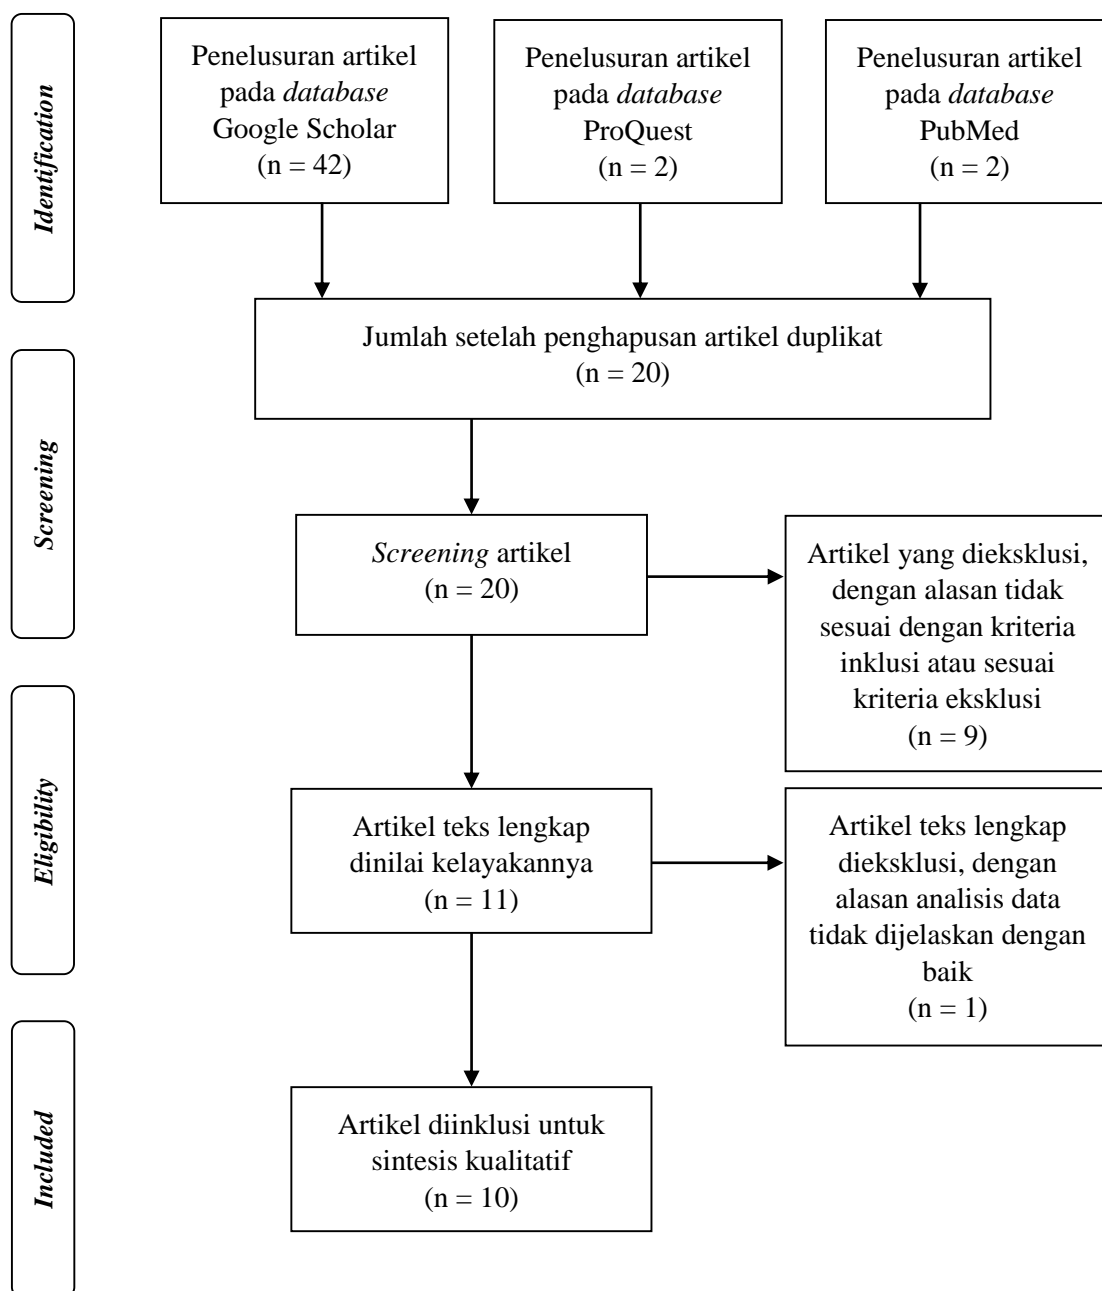 Identification
Penelusuran artikel
pada database
Google Scholar
(n = 42)
Penelusuran artikel
pada database
ProQuest
(n = 2)
Penelusuran artikel
pada database
PubMed
(n = 2)
Jumlah setelah penghapusan artikel duplikat
(n = 20)
Screening
Screening artikel
(n = 20)
Artikel yang dieksklusi,
dengan alasan tidak
sesuai dengan kriteria
inklusi atau sesuai
kriteria eksklusi
(n = 9)
Eligibility
Artikel teks lengkap
dinilai kelayakannya
(n = 11)
Artikel teks lengkap
dieksklusi, dengan
alasan analisis data
tidak dijelaskan dengan
baik
(n = 1)
Included
Artikel diinklusi untuk
sintesis kualitatif
(n = 10)